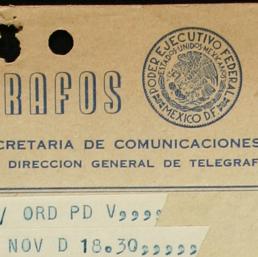 RAFOS
PODER EJECUTIVO FEDERAL
ESTADOS UNIDOS MEXICANOS
MEXICO D.F.
CRETARIA DE COMUNICACIONES
DIRECCION GENERAL DE TELEGRAF
/ ORD PD V,,,,
NOV D 18.30,,,,,